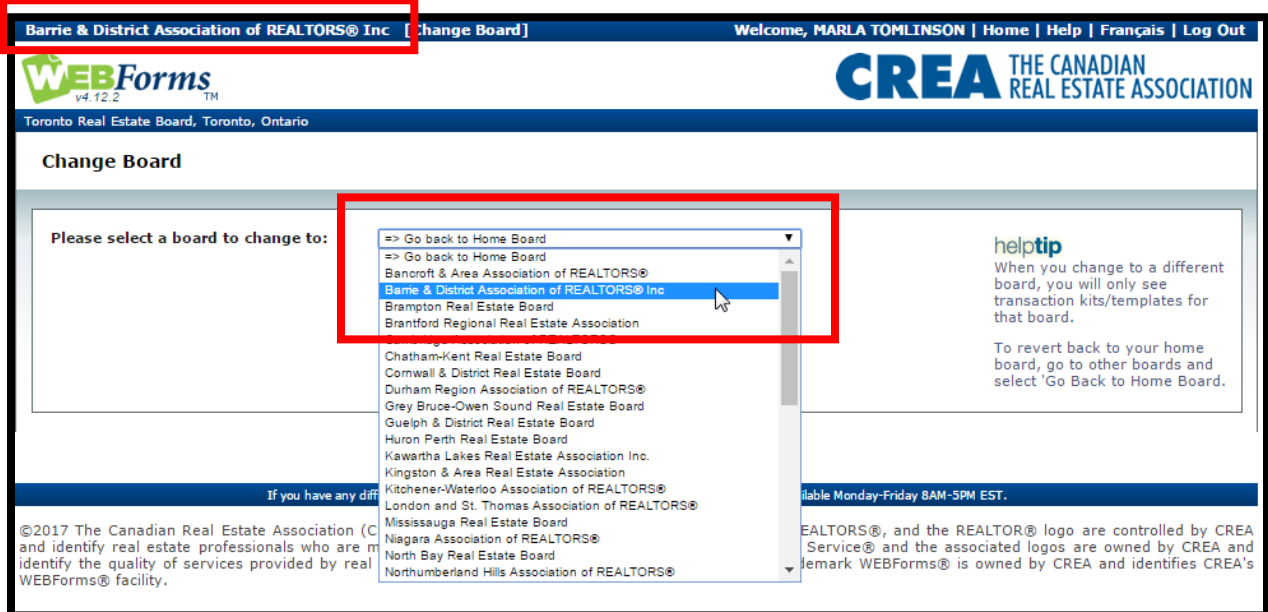 Barrie & District Association of REALTORS® Inc [Change Board] Welcome, MARLA TOMLINSON | Home | Help | Français | Log Out
WEBForms
v4.12.2 TM
CREA THE CANADIAN
REAL ESTATE ASSOCIATION
Toronto Real Estate Board, Toronto, Ontario
Change Board
Please select a board to change to:
=> Go back to Home Board
=> Go back to Home Board
Bancroft & Area Association of REALTORS®
Barrie & District Association of REALTORS® Inc
Brampton Real Estate Board
Brantford Regional Real Estate Association
Chatham-Kent Real Estate Board
Cornwall & District Real Estate Board
Durham Region Association of REALTORS®
Grey Bruce-Owen Sound Real Estate Board
Guelph & District Real Estate Board
Huron Perth Real Estate Board
Kawartha Lakes Real Estate Association Inc.
Kingston & Area Real Estate Association
Kitchener-Waterloo Association of REALTORS®
London and St. Thomas Association of REALTORS®
Mississauga Real Estate Board
Niagara Association of REALTORS®
North Bay Real Estate Board
Northumberland Hills Association of REALTORS®
helptip
When you change to a different
board, you will only see
transaction kits/templates for
that board.
To revert back to your home
board, go to other boards and
select 'Go Back to Home Board.
If you have any diff
ilable Monday-Friday 8AM-5PM EST.
©2017 The Canadian Real Estate Association (C
EALTORS®, and the REALTOR® logo are controlled by CREA
and identify real estate professionals who are m
Service® and the associated logos are owned by CREA and
identify the quality of services provided by real
demark WEBForms® is owned by CREA and identifies CREA's
WEBForms® facility.